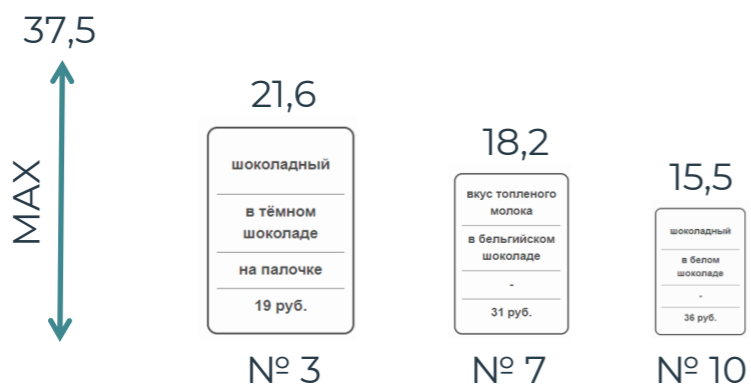 37,5
MAX
21,6
шоколадный
в тёмном
шоколаде
на палочке
19 руб.
№ 3
18,2
вкус топленого
молока
в бельгийском
шоколаде
-
31 руб.
№ 7
15,5
шоколадный
в белом
шоколаде
-
36 руб.
№ 10